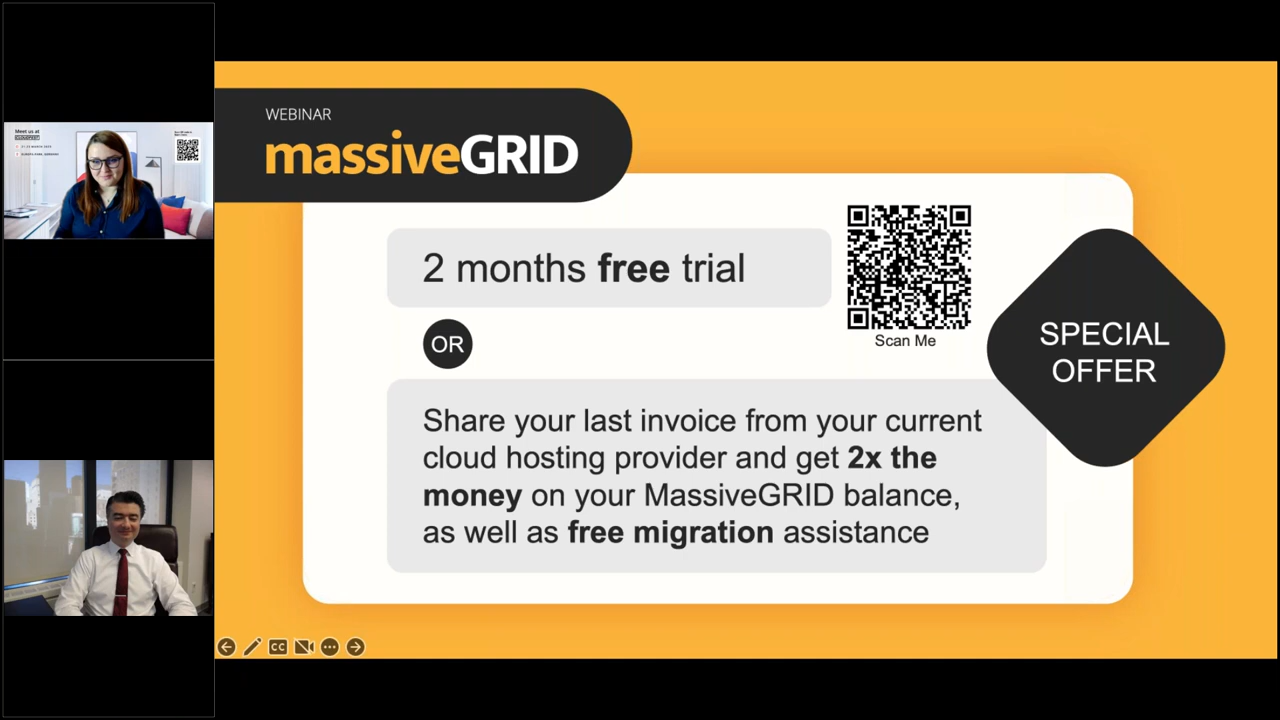 Meet us at
WEBINAR
massiveGRID
2 months free trial
Scan Me
OR
SPECIAL
OFFER
Share your last invoice from your current
cloud hosting provider and get 2x the
money on your MassiveGRID balance,
as well as free migration assistance
CC